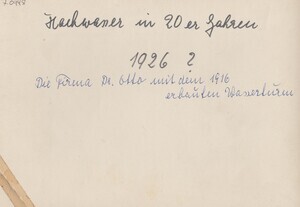 Hochwasser in 20er Jahren
1926 ?
Die Firma Dr. Otto mit dem 1916
erbauten Wasserturm